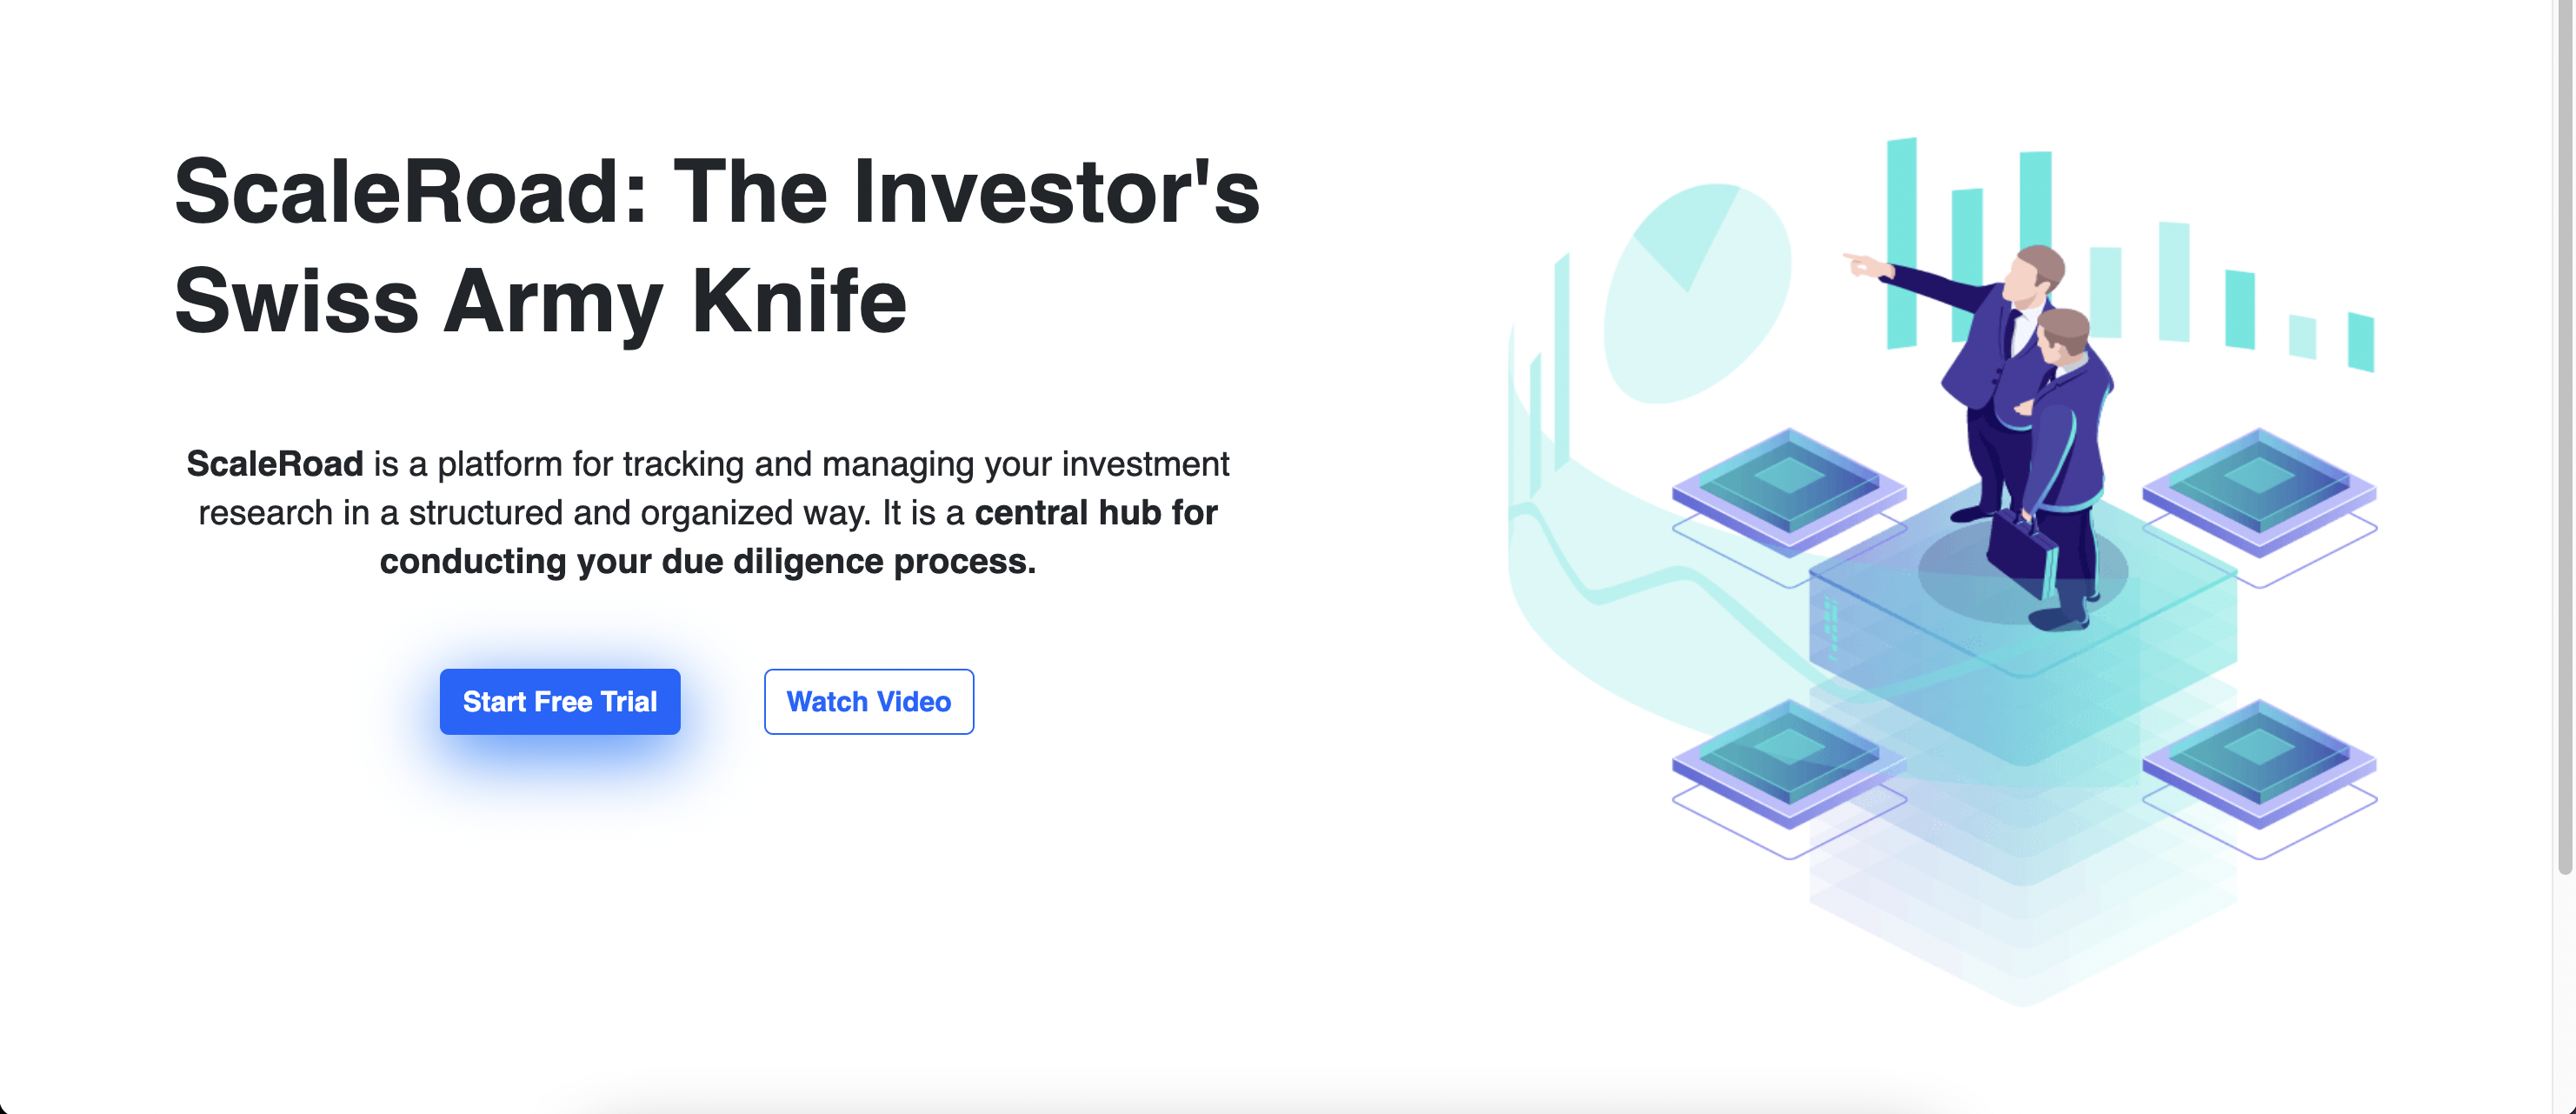 ScaleRoad: The Investor's
Swiss Army Knife
ScaleRoad is a platform for tracking and managing your investment
research in a structured and organized way. It is a central hub for
conducting your due diligence process.
Start Free Trial
Watch Video